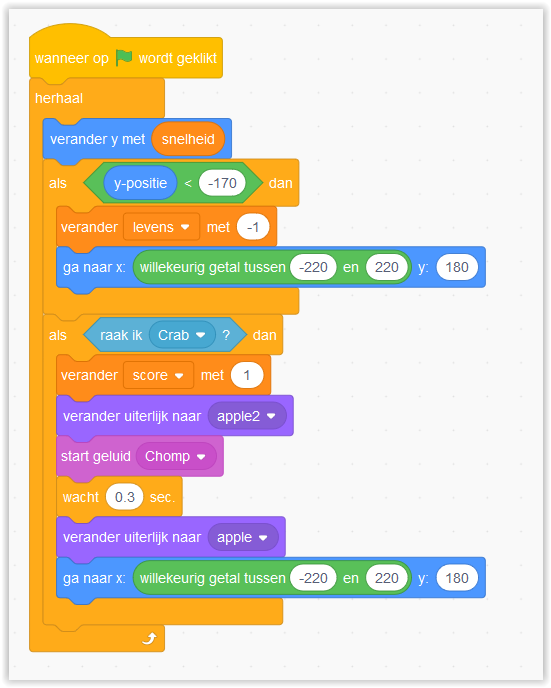 wanneer op wordt geklikt
herhaal
verander y met snelheid
als y-positie < -170 dan
verander levens met -1
ga naar x: willekeurig getal tussen -220 en 220 y: 180
als raak ik Crab ? dan
verander score met 1
verander uiterlijk naar apple2
start geluid Chomp
wacht 0.3 sec.
verander uiterlijk naar apple
ga naar x: willekeurig getal tussen -220 en 220 y: 180